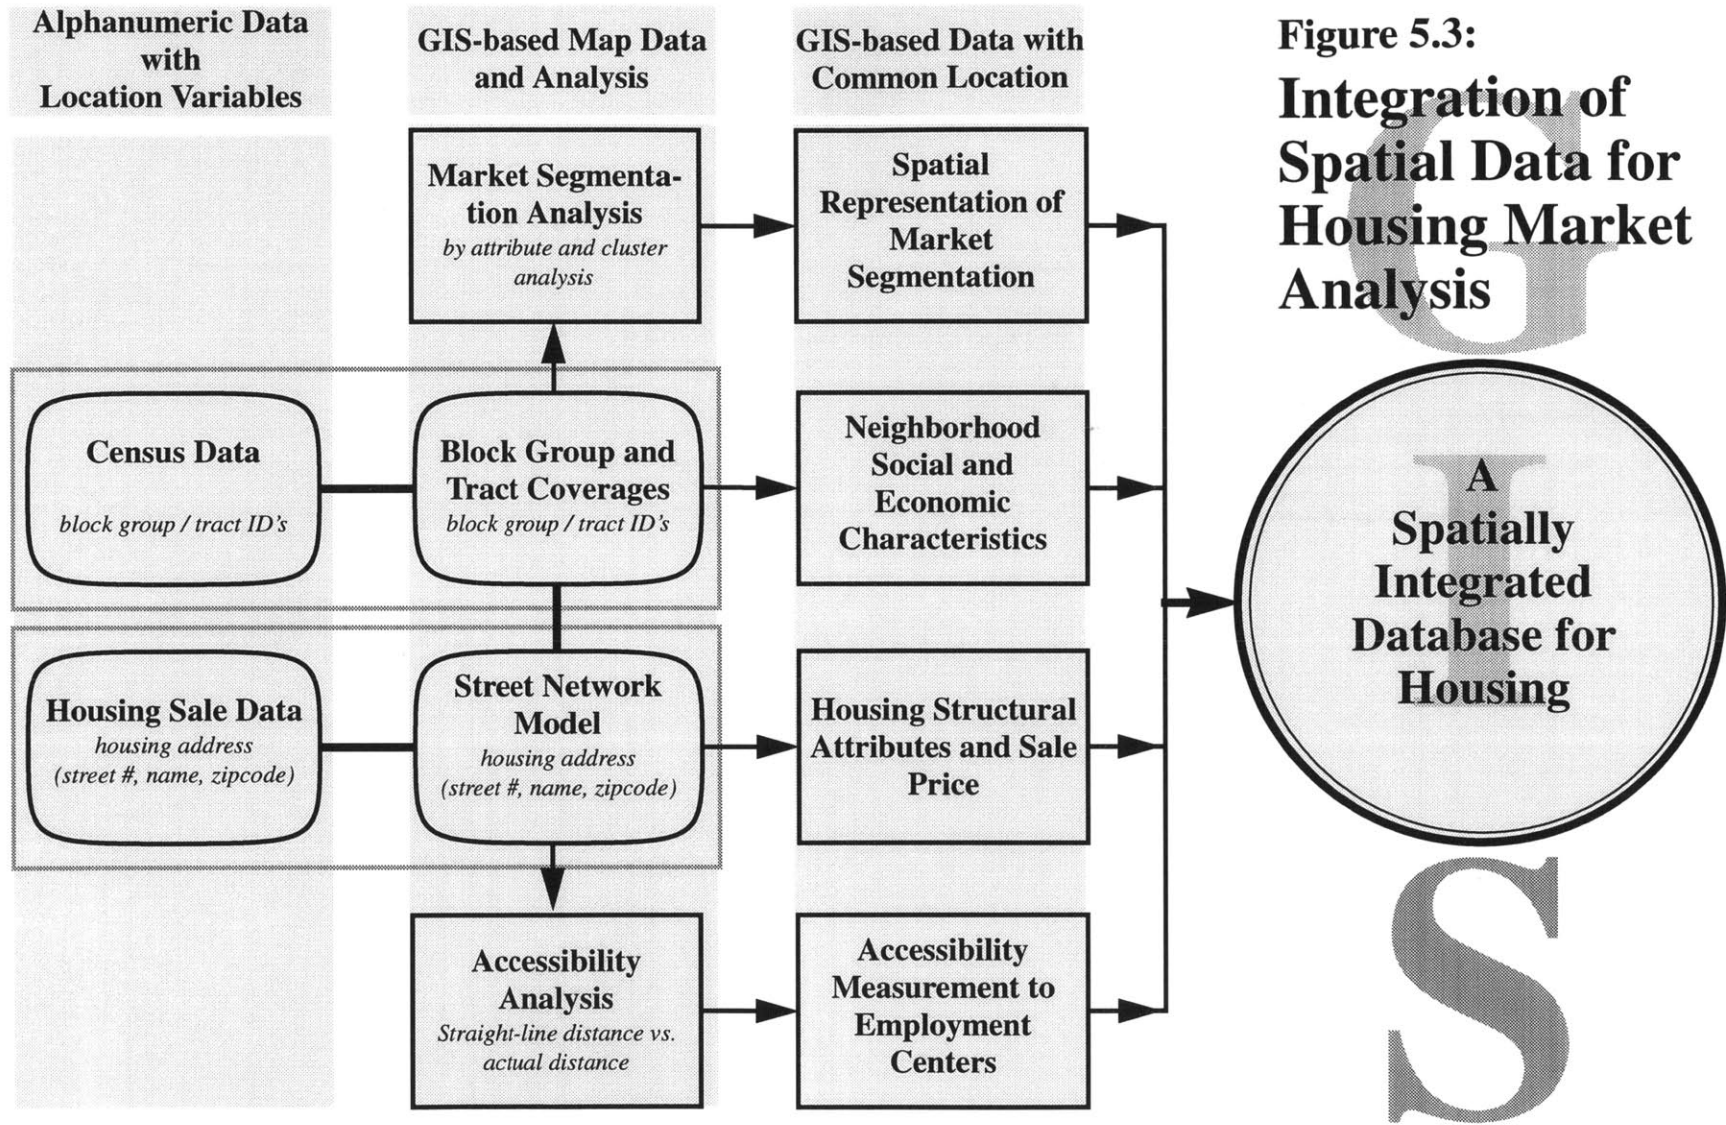 Alphanumeric Data
with
Location Variables
GIS-based Map Data
and Analysis
GIS-based Data with
Common Location
Figure 5.3:
Integration of
Spatial Data for
Housing Market
Analysis
Market Segmenta-
tion Analysis
by attribute and cluster
analysis
Spatial
Representation of
Market
Segmentation
Census Data
block group / tract ID's
Block Group and
Tract Coverages
block group / tract ID's
Neighborhood
Social and
Economic
Characteristics
Housing Sale Data
housing address
(street #, name, zipcode)
Street Network
Model
housing address
(street #, name, zipcode)
Housing Structural
Attributes and Sale
Price
Accessibility
Analysis
Straight-line distance vs.
actual distance
Accessibility
Measurement to
Employment
Centers
A
Spatially
Integrated
Database for
Housing
G
I
S